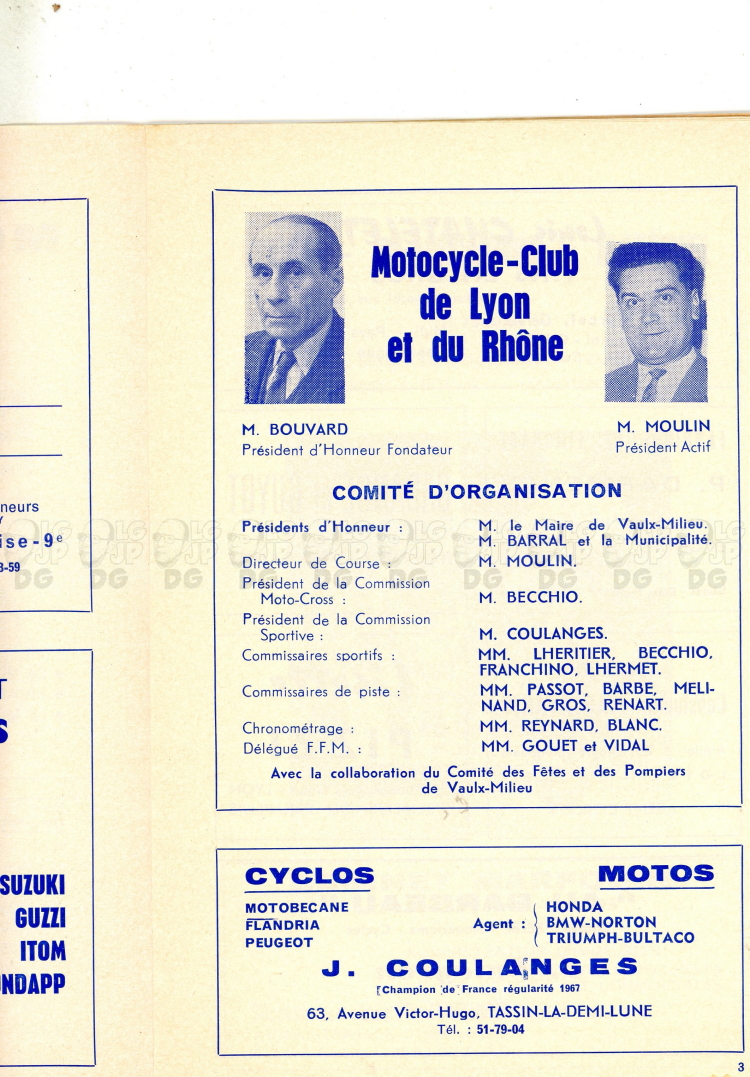 neurs
ise-9e
3-59
T
S
SUZUKI
GUZZI
ITOM
NDAPP
Motocycle-Club
de Lyon
et du Rhône
M. BOUVARD
Président d'Honneur Fondateur
M. MOULIN
Président Actif
COMITÉ D'ORGANISATION
Présidents d'Honneur : M. le Maire de Vaulx-Milieu.
M. BARRAL et la Municipalité.
Directeur de Course : M. MOULIN.
Président de la Commission
Moto-Cross : M. BECCHIO.
Président de la Commission
Sportive : M. COULANGES.
Commissaires sportifs : MM. LHERITIER, BECCHIO,
FRANCHINO, LHERMET.
Commissaires de piste : MM. PASSOT, BARBE, MELI-
NAND, GROS, RENART.
Chronométrage : MM. REYNARD, BLANC.
Délégué F.F.M. : MM. GOUET et VIDAL
Avec la collaboration du Comité des Fêtes et des Pompiers
de Vaulx-Milieu
CYCLOS
MOTOBECANE
FLANDRIA
PEUGEOT
MOTOS
Agent :
HONDA
BMW-NORTON
TRIUMPH-BULTACO
J. COULANGES
Champion de France régularité 1967
63, Avenue Victor-Hugo, TASSIN-LA-DEMI-LUNE
Tél. : 51-79-04
3